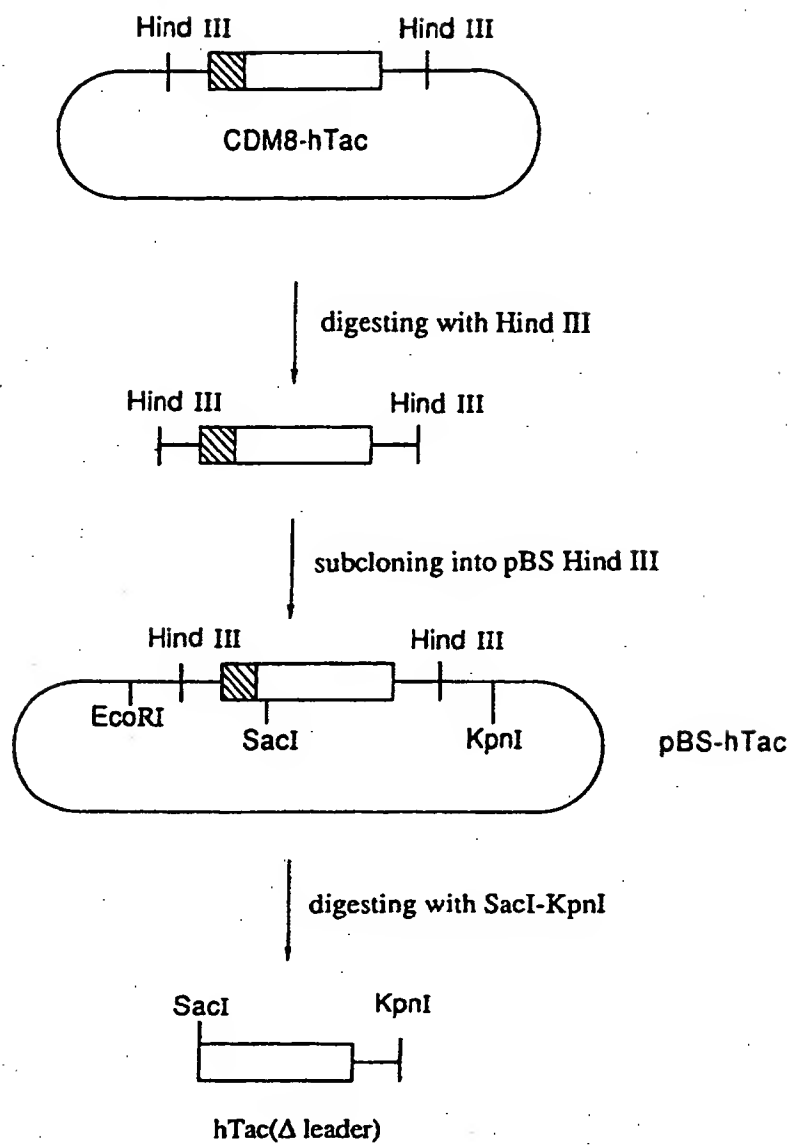 Hind III Hind III
CDM8-hTac
digesting with Hind III
Hind III Hind III
subcloning into pBS Hind III
Hind III Hind III
EcoRI SacI KpnI pBS-hTac
digesting with SacI-KpnI
SacI KpnI
hTac(Δ leader)